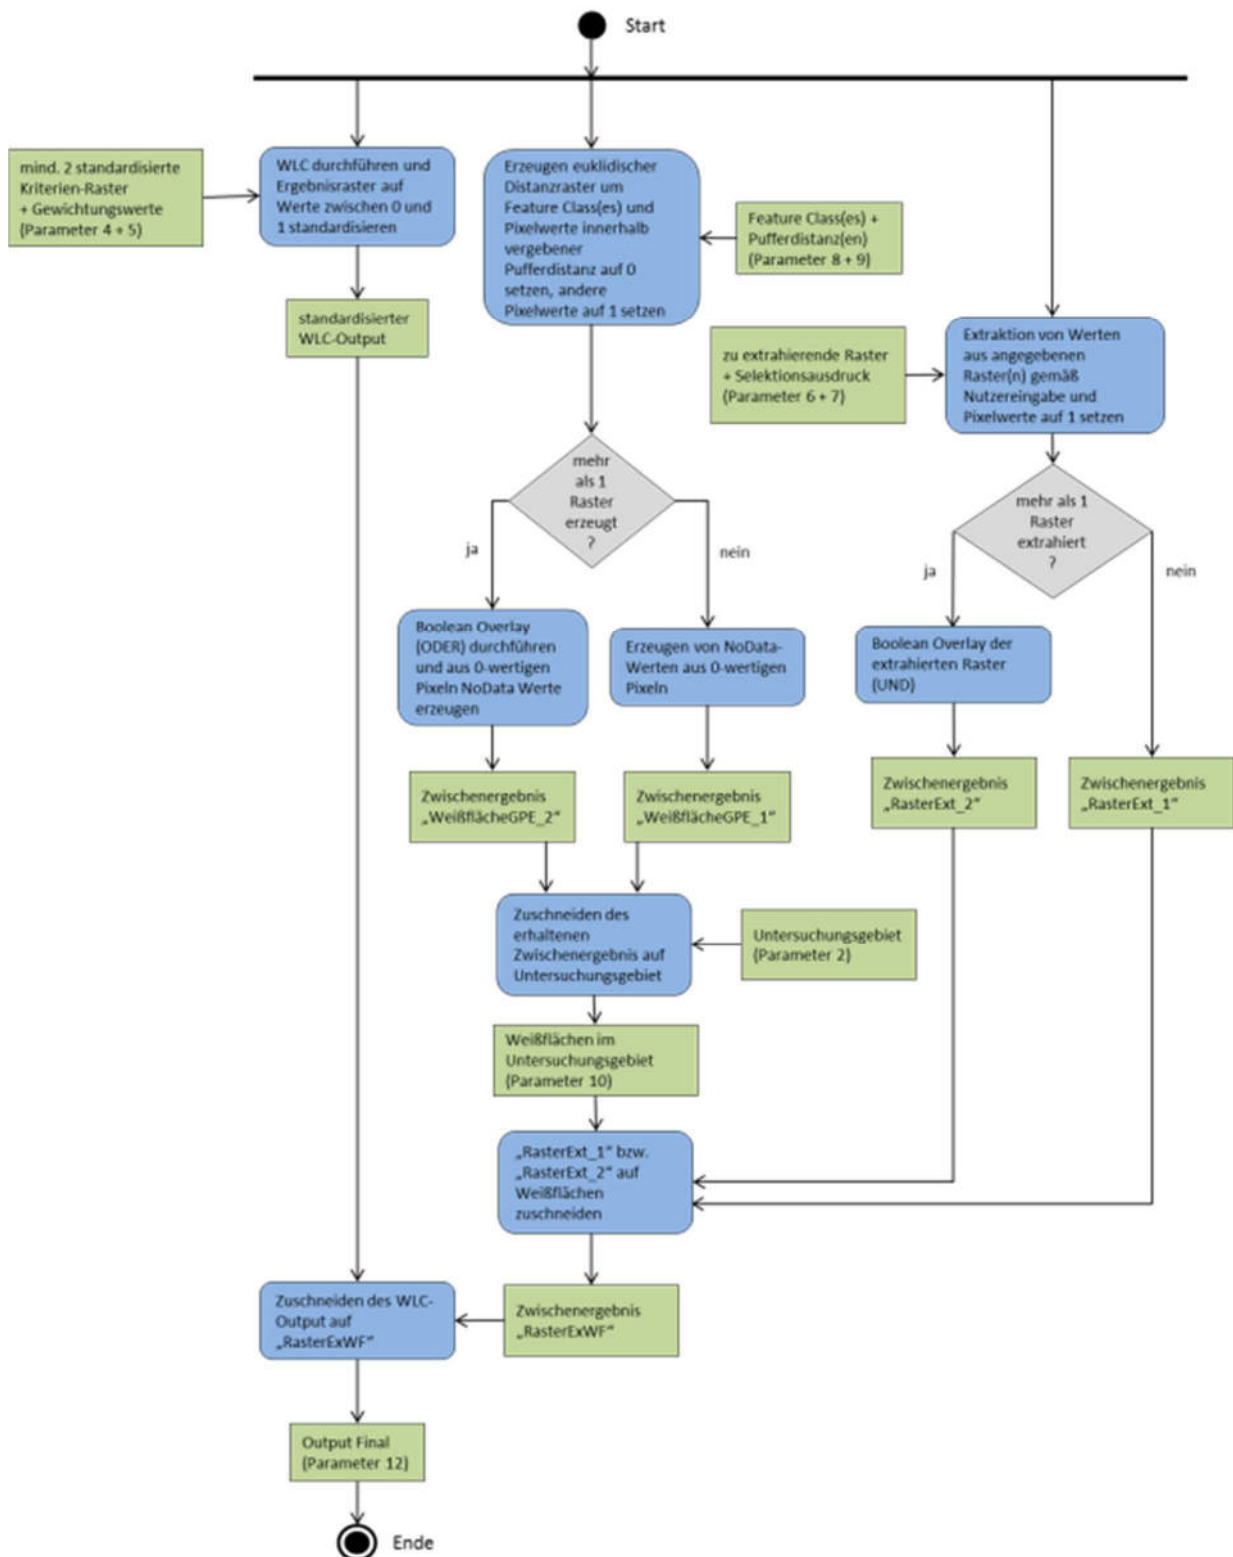 Start
mind. 2 standardisierte
Kriterien-Raster
+ Gewichtungswerte
(Parameter 4 + 5)
WLC durchführen und
Ergebnisraster auf
Werte zwischen 0 und
1 standardisieren
Erzeugen euklidischer
Distanzraster um
Feature Class(es) und
Pixelwerte innerhalb
vergebener
Pufferdistanz auf 0
setzen, andere
Pixelwerte auf 1 setzen
Feature Class(es) +
Pufferdistanz(en)
(Parameter 8 + 9)
standardisierter
WLC-Output
zu extrahierende Raster
+ Selektionsausdruck
(Parameter 6 + 7)
Extraktion von Werten
aus angegebenen
Raster(n) gemäß
Nutzereingabe und
Pixelwerte auf 1 setzen
mehr
als 1
Raster
erzeugt
?
ja
nein
mehr als 1
Raster
extrahiert
?
ja
nein
Boolean Overlay
(ODER) durchführen
und aus 0-wertigen
Pixeln NoData Werte
erzeugen
Erzeugen von NoData-
Werten aus 0-wertigen
Pixeln
Boolean Overlay der
extrahierten Raster
(UND)
Zwischenergebnis
„WeißflächeGPE_2“
Zwischenergebnis
„WeißflächeGPE_1“
Zwischenergebnis
„RasterExt_2“
Zwischenergebnis
„RasterExt_1“
Zuschneiden des
erhaltenen
Zwischenergebnis auf
Untersuchungsgebiet
Untersuchungsgebiet
(Parameter 2)
Weißflächen im
Untersuchungsgebiet
(Parameter 10)
„RasterExt_1“ bzw.
„RasterExt_2“ auf
Weißflächen
zuschneiden
Zuschneiden des WLC-
Output auf
„RasterExWF“
Zwischenergebnis
„RasterExWF“
Output Final
(Parameter 12)
Ende